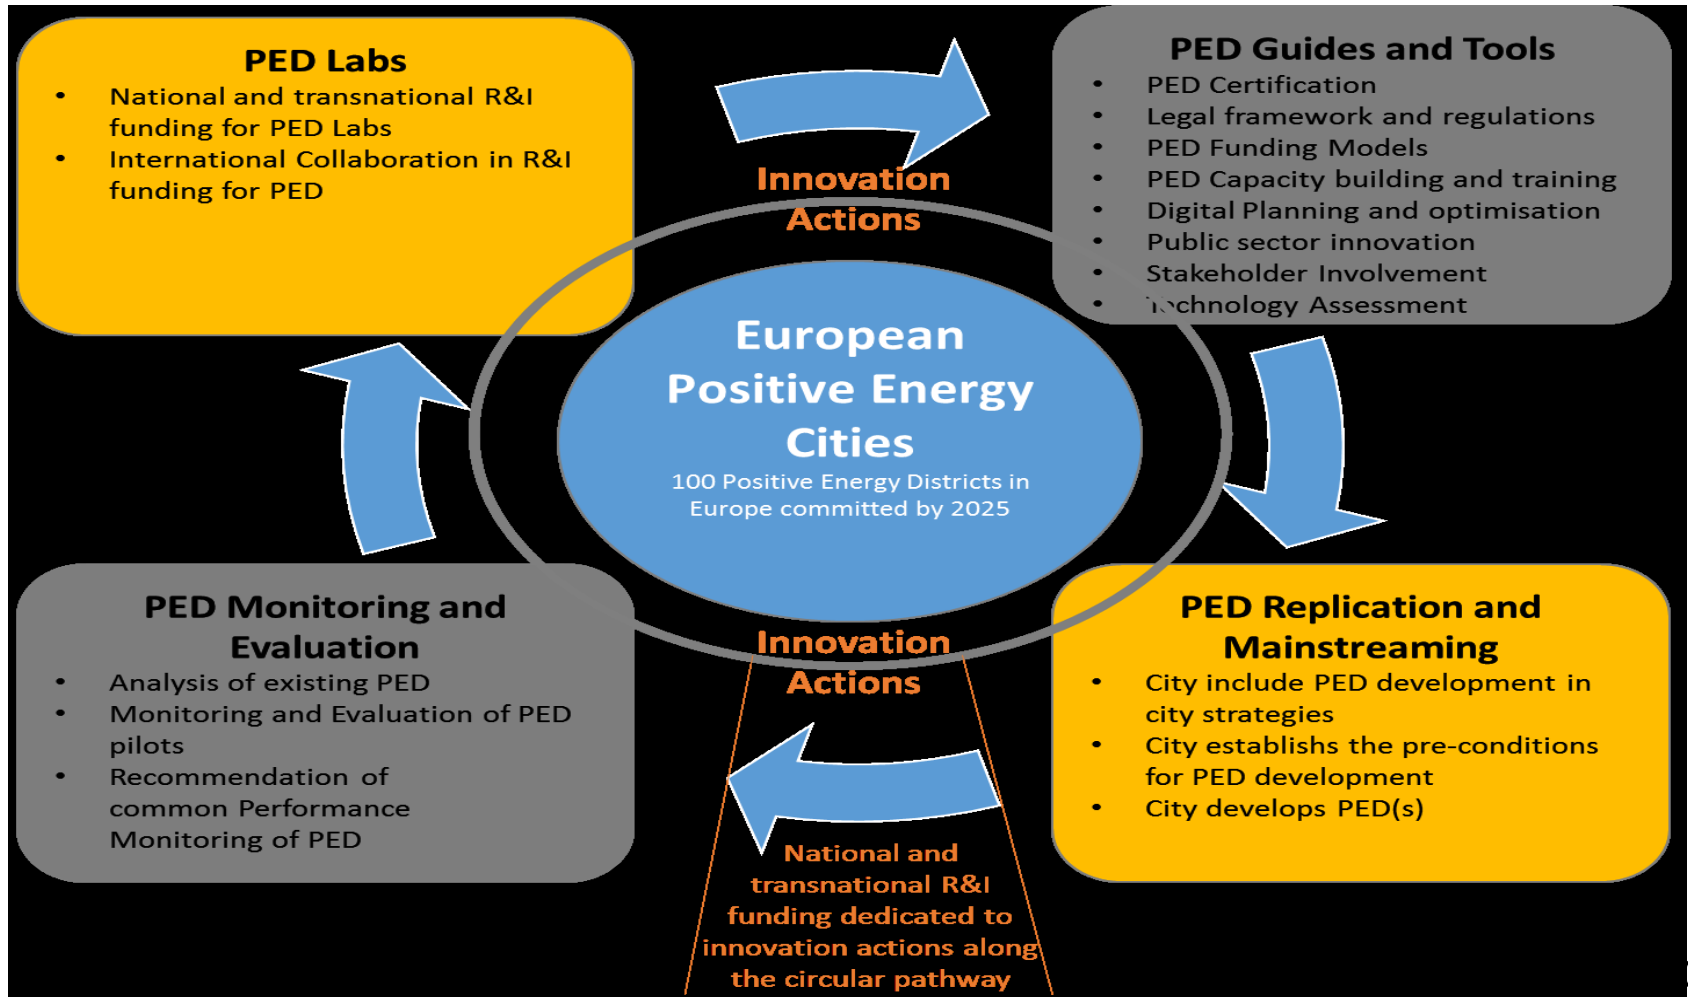 PED Labs
• National and transnational R&I
funding for PED Labs
• International Collaboration in R&I
funding for PED
PED Guides and Tools
• PED Certification
• Legal framework and regulations
• PED Funding Models
• PED Capacity building and training
• Digital Planning and optimisation
• Public sector innovation
• Stakeholder Involvement
• Technology Assessment
Innovation
Actions
European
Positive Energy
Cities
100 Positive Energy Districts in
Europe committed by 2025
PED Monitoring and
Evaluation
• Analysis of existing PED
• Monitoring and Evaluation of PED
pilots
• Recommendation of
common Performance
Monitoring of PED
Innovation
Actions
National and
transnational R&I
funding dedicated to
innovation actions along
the circular pathway
PED Replication and
Mainstreaming
• City include PED development in
city strategies
• City establishs the pre-conditions
for PED development
• City develops PED(s)